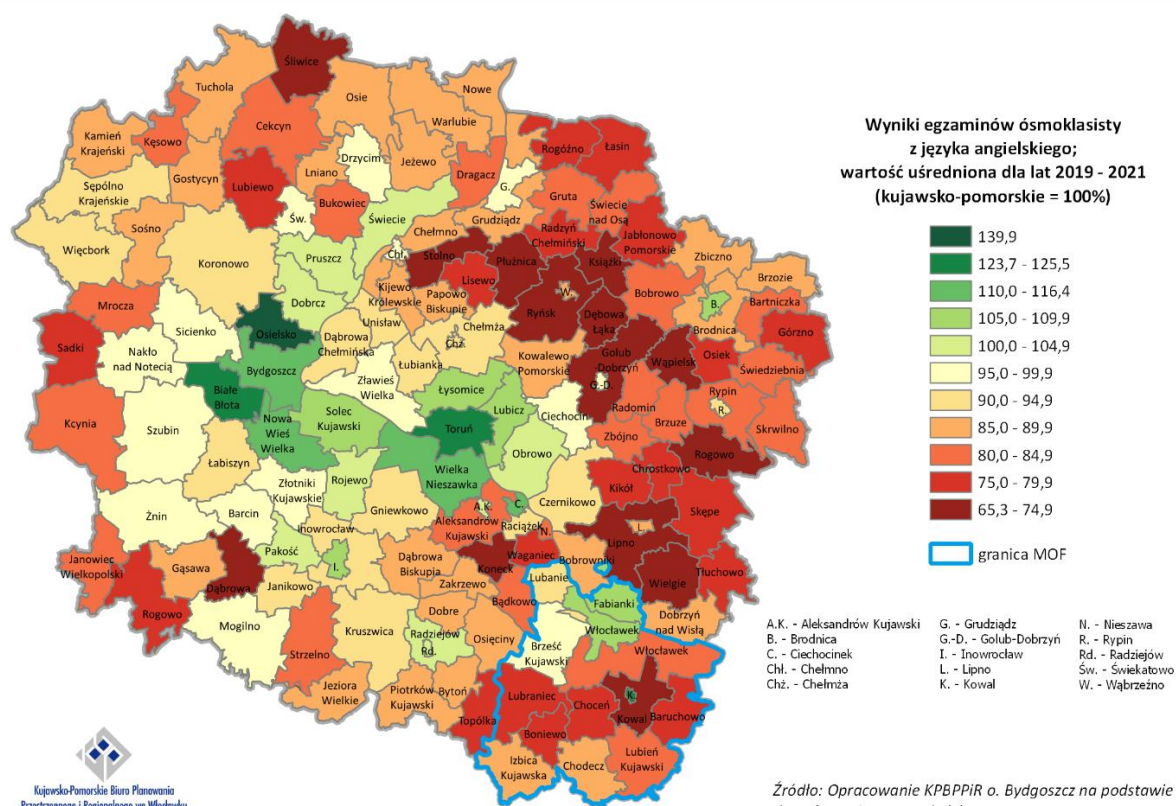 Śliwice
Tuchola
Osie
Nowe
Warlubie
Kamień
Krajeński
Kęsowo
Cekcyn
Drzycim
Jeżewo
Rogóźno
Łasin
Gostycyn
Lubiewo
Lniano
Dragacz
G.
Sępólno
Krajeńskie
Bukowiec
Gruta
Świecie
nad Osą
Sośno
Św.
Świecie
Grudziądz
Więcbork
Chełmno
Radzyń
Chełmiński
Jabłonowo
Pomorskie
Koronowo
Pruszcz
Chł.
Stolno
Płużnica
Książki
Zbiczno
Brzozie
Mrocza
Dobrcz
Kijewo
Królewskie
Lisewo
W.
Bobrowo
B.
Bartniczka
Papowo
Biskupie
Sicienko
Osielsko
Unisław
Ryńsk
Dębowa
Łąka
Brodnica
Górzno
Sadki
Nakło
nad Notecią
Dąbrowa
Chełmińska
Chełmża
Chż.
Golub
Dobrzyń
Wąpielsk
Osiek
Bydgoszcz
Łubianka
Kowalewo
Pomorskie
Świedziebnia
Białe
Błota
Zławieś
Wielka
G.-D.
Rypin
R.
Kcynia
Łysomice
Radomin
Solec
Kujawski
Lubicz
Ciechocin
Brzuze
Skrwilno
Szubin
Nowa
Wieś
Wielka
Toruń
Zbójno
Łabiszyn
Obrowo
Rogowo
Wielka
Nieszawka
Chrostkowo
Złotniki
Kujawskie
Rojewo
Kikół
Żnin
Barcin
Gniewkowo
A.K.
C.
Czernikowo
Skępe
Inowrocław
Aleksandrów
Kujawski
Raciążek
N.
L.
Pakość
I.
Lipno
Janowiec
Wielkopolski
Gąsawa
Dąbrowa
Dąbrowa
Biskupia
Koneck
Waganiec
Bobrowniki
Tłuchowo
Janikowo
Zakrzewo
Lubanie
Wielgie
Rogowo
Bądkowo
Fabianki
Mogilno
Kruszwica
Dobre
Dobrzyń
nad Wisłą
Strzelno
Radziejów
Rd.
Osięciny
Włocławek
Brześć
Kujawski
Włocławek
Jeziora
Wielkie
Piotrków
Kujawski
Bytoń
Lubraniec
Choceń
K.
Kowal
Baruchowo
Topólka
Boniewo
Izbica
Kujawska
Chodecz
Lubień
Kujawski
Wyniki egzaminów ósmoklasisty
z języka angielskiego;
wartość uśredniona dla lat 2019 - 2021
(kujawsko-pomorskie = 100%)
139,9
123,7 - 125,5
110,0 - 116,4
105,0 - 109,9
100,0 - 104,9
95,0 - 99,9
90,0 - 94,9
85,0 - 89,9
80,0 - 84,9
75,0 - 79,9
65,3 - 74,9
granica MOF
A.K. - Aleksandrów Kujawski
B. - Brodnica
C. - Ciechocinek
Chł. - Chełmno
Chż. - Chełmża
G. - Grudziądz
G.-D. - Golub-Dobrzyń
I. - Inowrocław
L. - Lipno
K. - Kowal
N. - Nieszawa
R. - Rypin
Rd. - Radziejów
Św. - Świekatowo
W. - Wąbrzeźno
Kujawsko-Pomorskie Biuro Planowania
Przestrzennego i Regionalnego we Włocławku
Źródło: Opracowanie KPBPPiR o. Bydgoszcz na podstawie